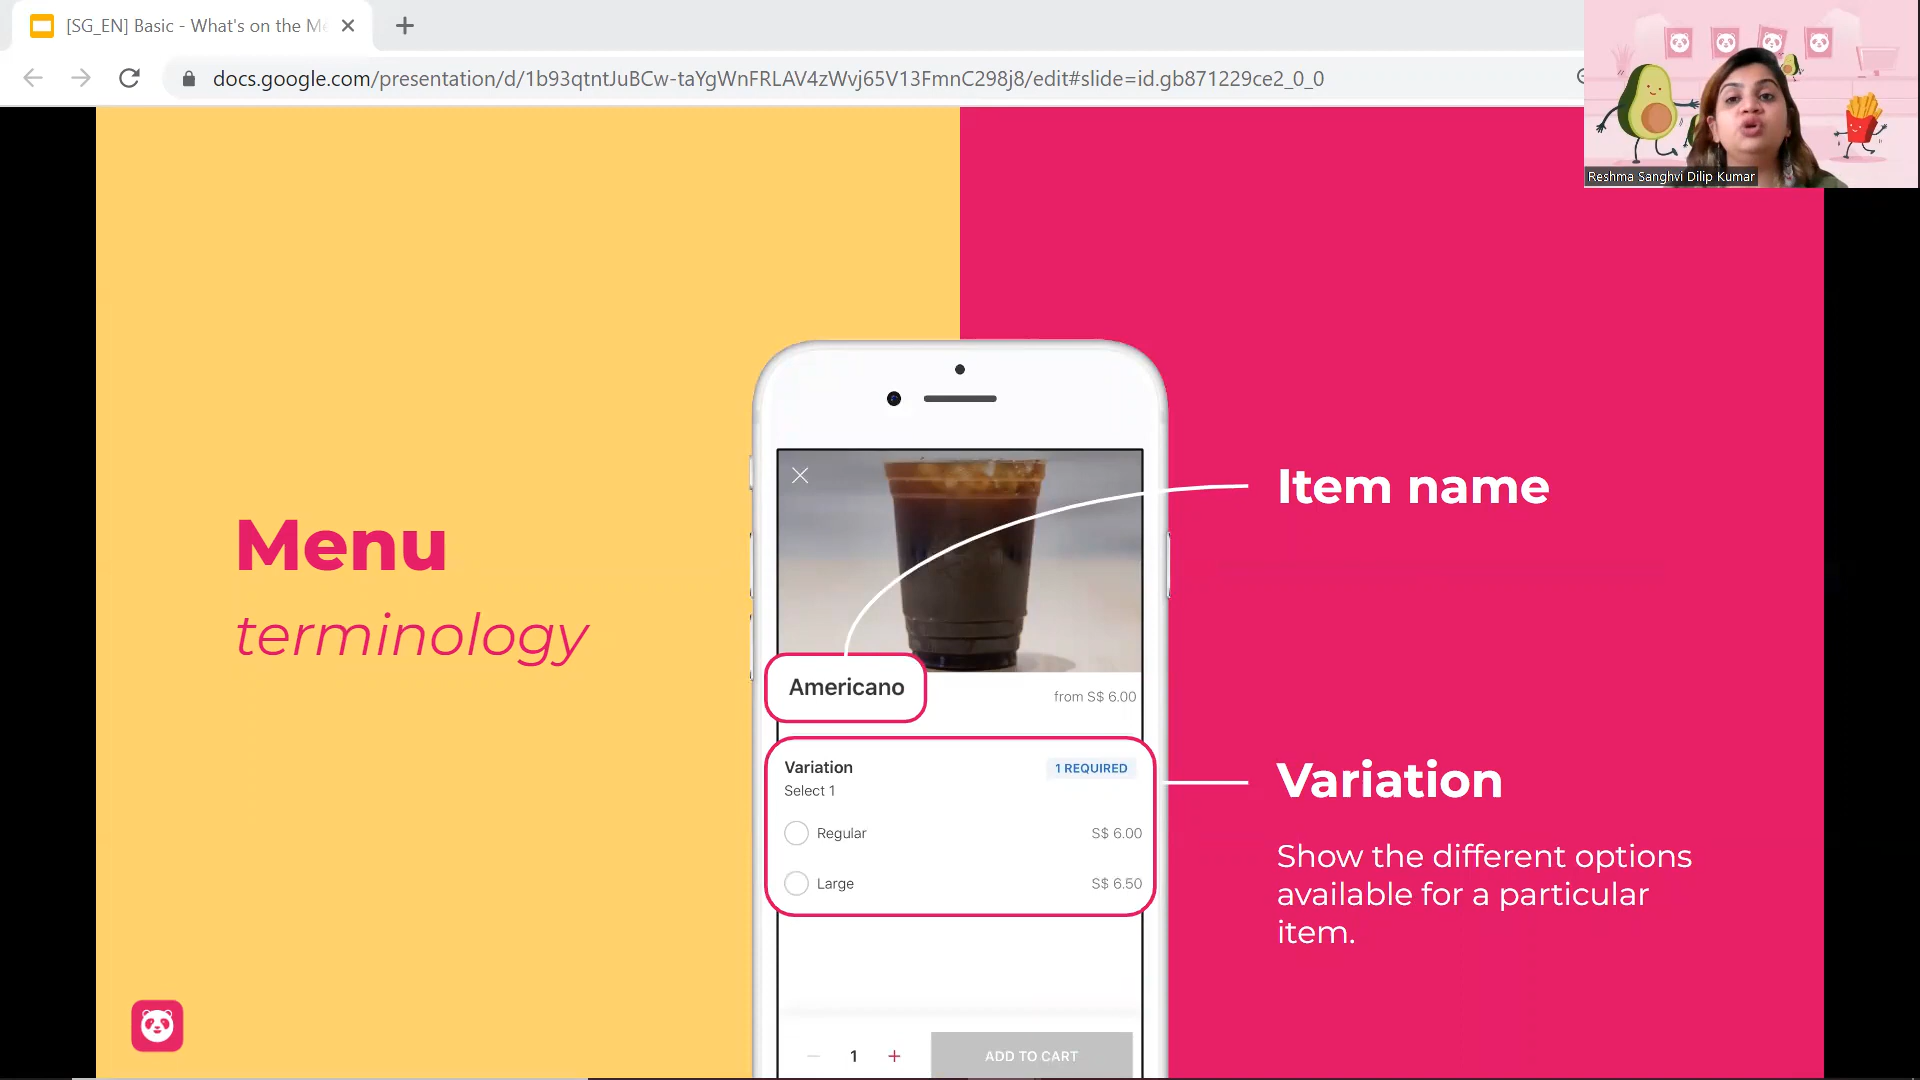 [SG_EN] Basic - What's on the Me
docs.google.com/presentation/d/1b93qtntJuBCw-taYgWnFRLAV4zWvj65V13FmnC298j8/edit#slide=id.gb871229ce2_0_0
Reshma Sanghvi Dilip Kumar
Menu
terminology
Item name
Americano
from S$ 6.00
Variation
1 REQUIRED
Select 1
Regular
S$ 6.00
Large
S$ 6.50
Variation
Show the different options
available for a particular
item.
1
ADD TO CART